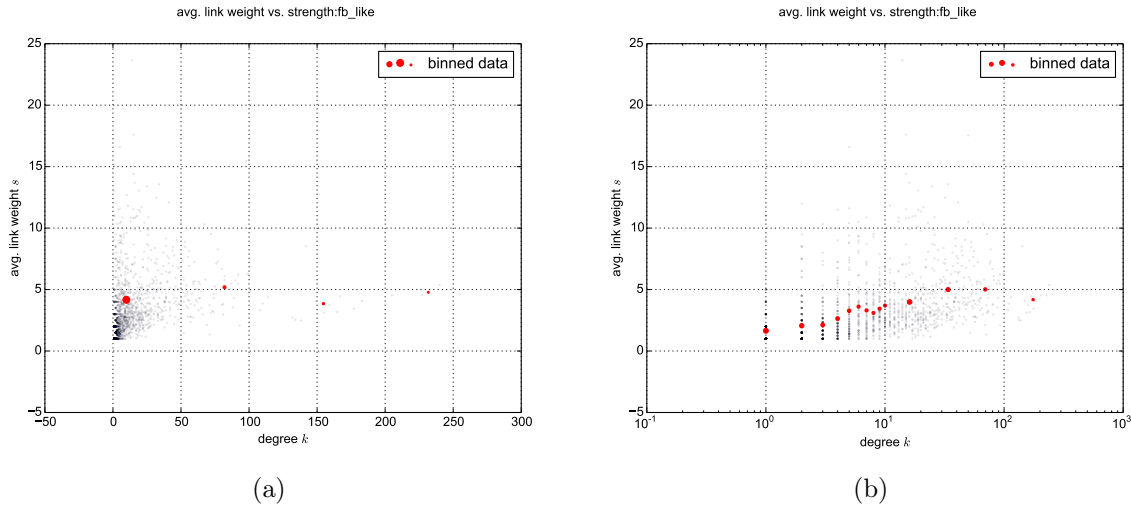 avg. link weight vs. strength:fb_like
25
20
15
10
5
0
−5
avg. link weight s
binned data
−50 0 50 100 150 200 250 300
degree k
(a)
avg. link weight vs. strength:fb_like
25
20
15
10
5
0
−5
avg. link weight s
binned data
10^-1 10^0 10^1 10^2 10^3
degree k
(b)